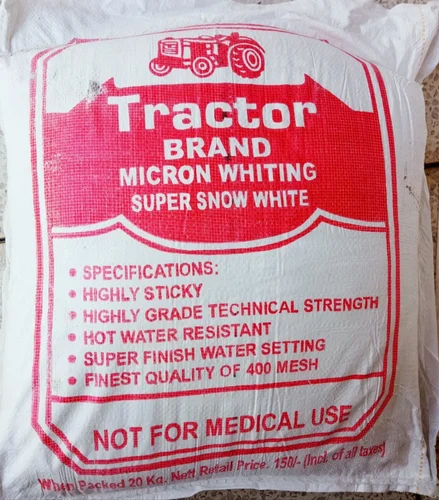 Tractor
BRAND
MICRON WHITING
SUPER SNOW WHITE
• SPECIFICATIONS:
• HIGHLY STICKY
• HIGHLY GRADE TECHNICAL STRENGTH
• HOT WATER RESISTANT
• SUPER FINISH WATER SETTING
• FINEST QUALITY OF 400 MESH
NOT FOR MEDICAL USE
When Packed 20 Kg. Nett Retail Price. 150/- (Incl. of all taxes)